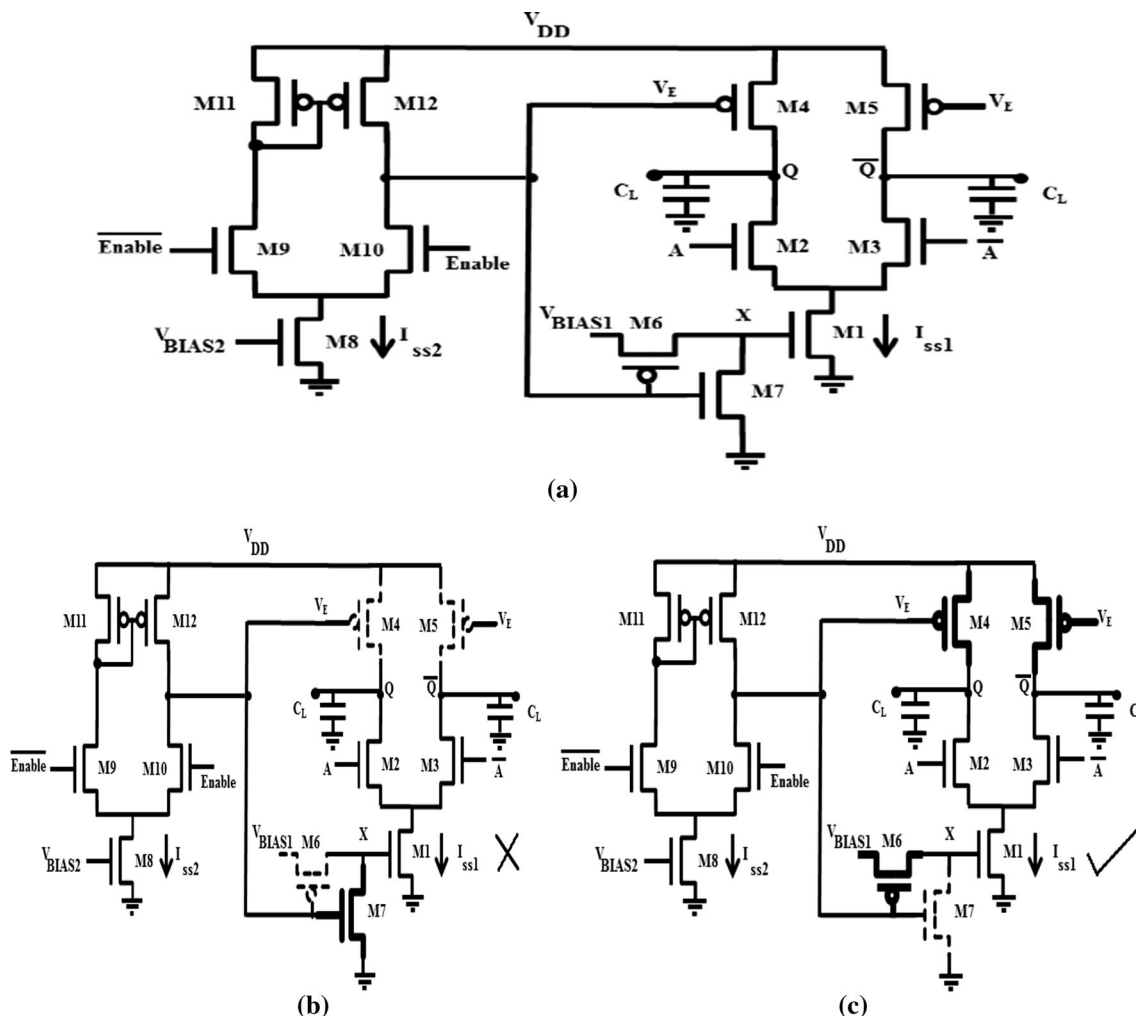 VDD
M11
M12
VE
M4
M5
VE
Q
Q̅
CL
CL
E̅n̅a̅b̅l̅e̅
M9
M10
Enable
A
M2
M3
A̅
VBIAS1
M6
X
VBIAS2
M8
Iss2
M1
Iss1
M7
(a)
VDD
M11
M12
VE
M4
M5
VE
Q
Q̅
CL
CL
E̅n̅a̅b̅l̅e̅
M9
M10
Enable
A
M2
M3
A̅
VBIAS1
M6
X
VBIAS2
M8
Iss2
M1
Iss1
M7
(b)
VDD
M11
M12
VE
M4
M5
VE
Q
Q̅
CL
C
E̅n̅a̅b̅l̅e̅
M9
M10
Enable
A
M2
M3
A̅
VBIAS1
M6
X
VBIAS2
M8
Iss2
M1
Iss1
M7
(c)